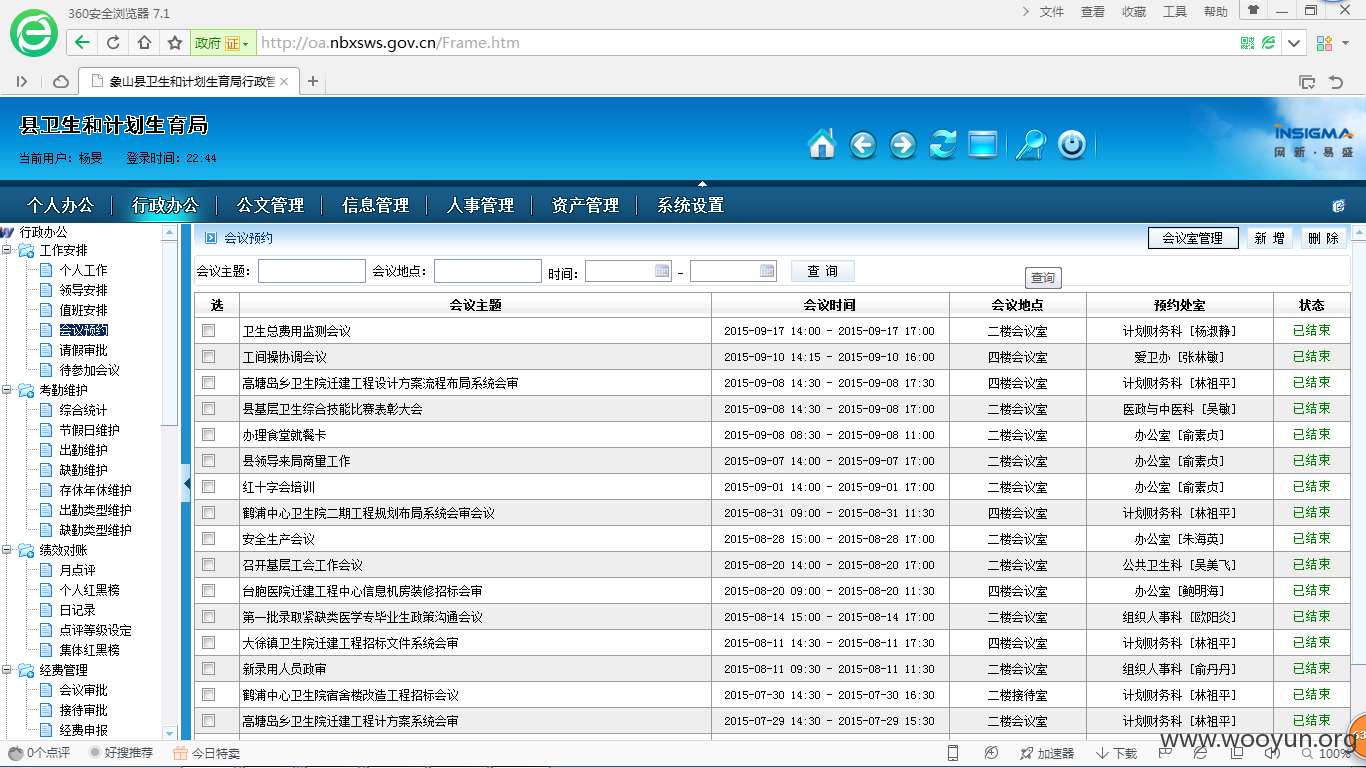 360安全浏览器 7.1
文件 查看 收藏 工具 帮助
政府 证 http://oa.nbxsws.gov.cn/Frame.htm
象山县卫生和计划生育局行政管
县卫生和计划生育局
当前用户：杨旻 登录时间：22:44
INSIGMA
网新·易盛
个人办公 行政办公 公文管理 信息管理 人事管理 资产管理 系统设置
行政办公
工作安排
个人工作
领导安排
值班安排
会议预约
请假审批
待参加会议
考勤维护
综合统计
节假日维护
出勤维护
缺勤维护
存休年休维护
出勤类型维护
缺勤类型维护
绩效对账
月点评
个人红黑榜
日记录
点评等级设定
集体红黑榜
经费管理
会议审批
接待审批
经费申报
会议预约 会议室管理 新 增 删 除
会议主题: 会议地点: 时间: - 查 询
查询
选 会议主题 会议时间 会议地点 预约处室 状态
卫生总费用监测会议 2015-09-17 14:00 - 2015-09-17 17:00 二楼会议室 计划财务科 [杨淑静] 已结束
工间操协调会议 2015-09-10 14:15 - 2015-09-10 16:00 四楼会议室 爱卫办 [张林敏] 已结束
高塘岛乡卫生院迁建工程设计方案流程布局系统会审 2015-09-08 14:30 - 2015-09-08 17:30 四楼会议室 计划财务科 [林祖平] 已结束
县基层卫生综合技能比赛表彰大会 2015-09-08 14:30 - 2015-09-08 17:00 二楼会议室 医政与中医科 [吴敏] 已结束
办理食堂就餐卡 2015-09-08 08:30 - 2015-09-08 11:00 二楼会议室 办公室 [俞素贞] 已结束
县领导来局商量工作 2015-09-07 14:00 - 2015-09-07 17:00 二楼会议室 办公室 [俞素贞] 已结束
红十字会培训 2015-09-01 14:00 - 2015-09-01 17:00 二楼会议室 办公室 [俞素贞] 已结束
鹤浦中心卫生院二期工程规划布局系统会审会议 2015-08-31 09:00 - 2015-08-31 11:30 四楼会议室 计划财务科 [林祖平] 已结束
安全生产会议 2015-08-28 15:00 - 2015-08-28 17:00 二楼会议室 办公室 [朱海英] 已结束
召开基层工会工作会议 2015-08-20 14:00 - 2015-08-20 17:00 二楼会议室 公共卫生科 [吴美飞] 已结束
台胞医院迁建工程中心信息机房装修招标会审 2015-08-20 09:00 - 2015-08-20 11:30 四楼会议室 办公室 [鲍明海] 已结束
第一批录取紧缺类医学专毕业生政策沟通会议 2015-08-14 15:00 - 2015-08-14 17:00 二楼会议室 组织人事科 [欧阳炎] 已结束
大徐镇卫生院迁建工程招标文件系统会审 2015-08-11 14:30 - 2015-08-11 17:30 四楼会议室 计划财务科 [林祖平] 已结束
新录用人员政审 2015-08-11 09:30 - 2015-08-11 11:30 二楼会议室 组织人事科 [俞丹丹] 已结束
鹤浦中心卫生院宿舍楼改造工程招标会议 2015-07-30 14:30 - 2015-07-30 16:30 二楼接待室 计划财务科 [林祖平] 已结束
高塘岛乡卫生院迁建工程计方案系统会审 2015-07-29 14:30 - 2015-07-29 15:30 二楼会议室 计划财务科 [林祖平] 已结束
www.wooyun.org
63
0个点评 好搜推荐 今日特卖 加速器 下载 100%